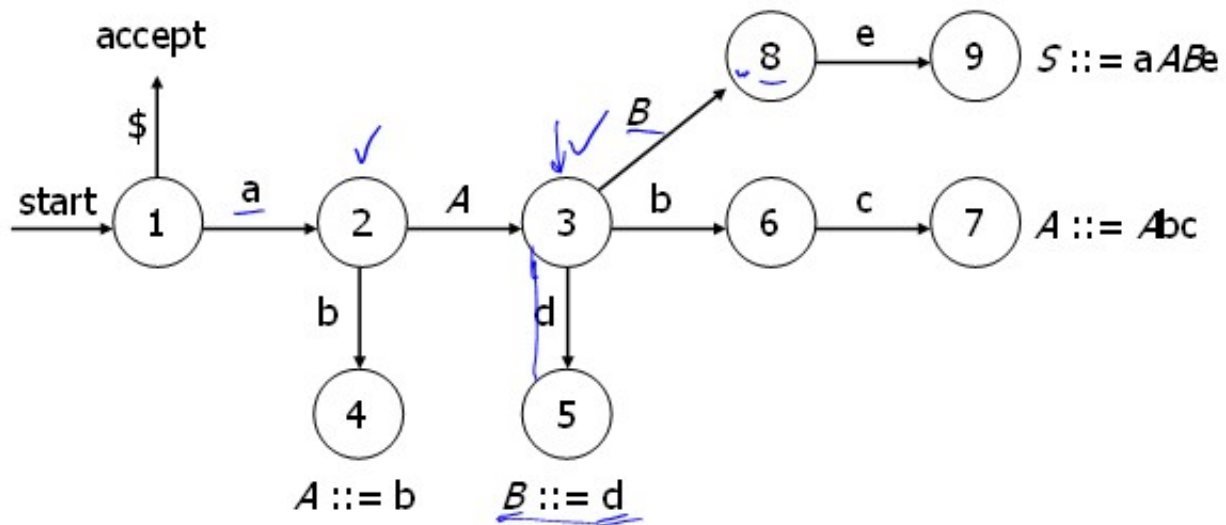 accept
8
e
9
S ::= aABe
$
B
start
1
a
2
A
3
b
6
c
7
A ::= Abc
b
d
4
5
A ::= b
B ::= d